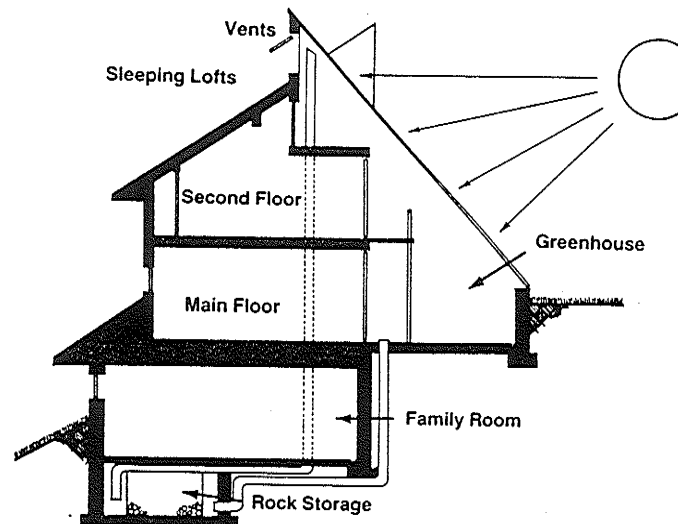 Vents
Sleeping Lofts
Second Floor
Greenhouse
Main Floor
Family Room
Rock Storage